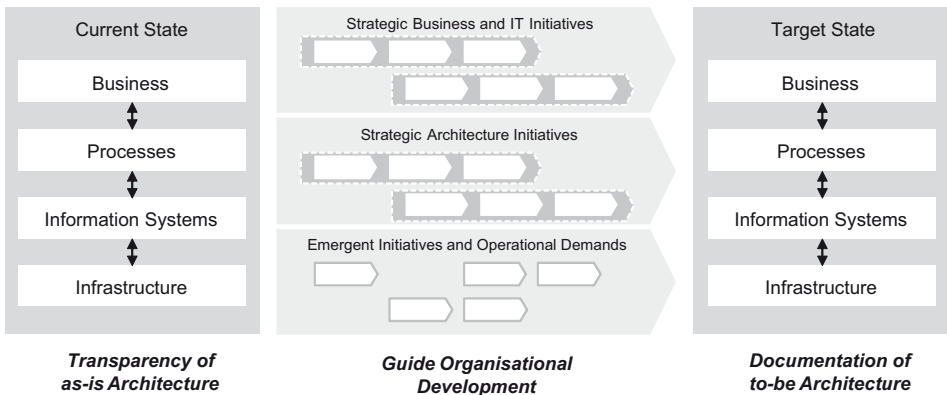 Current State
Business
Processes
Information Systems
Infrastructure
Transparency of
as-is Architecture
Strategic Business and IT Initiatives
Strategic Architecture Initiatives
Emergent Initiatives and Operational Demands
Guide Organisational
Development
Target State
Business
Processes
Information Systems
Infrastructure
Documentation of
to-be Architecture